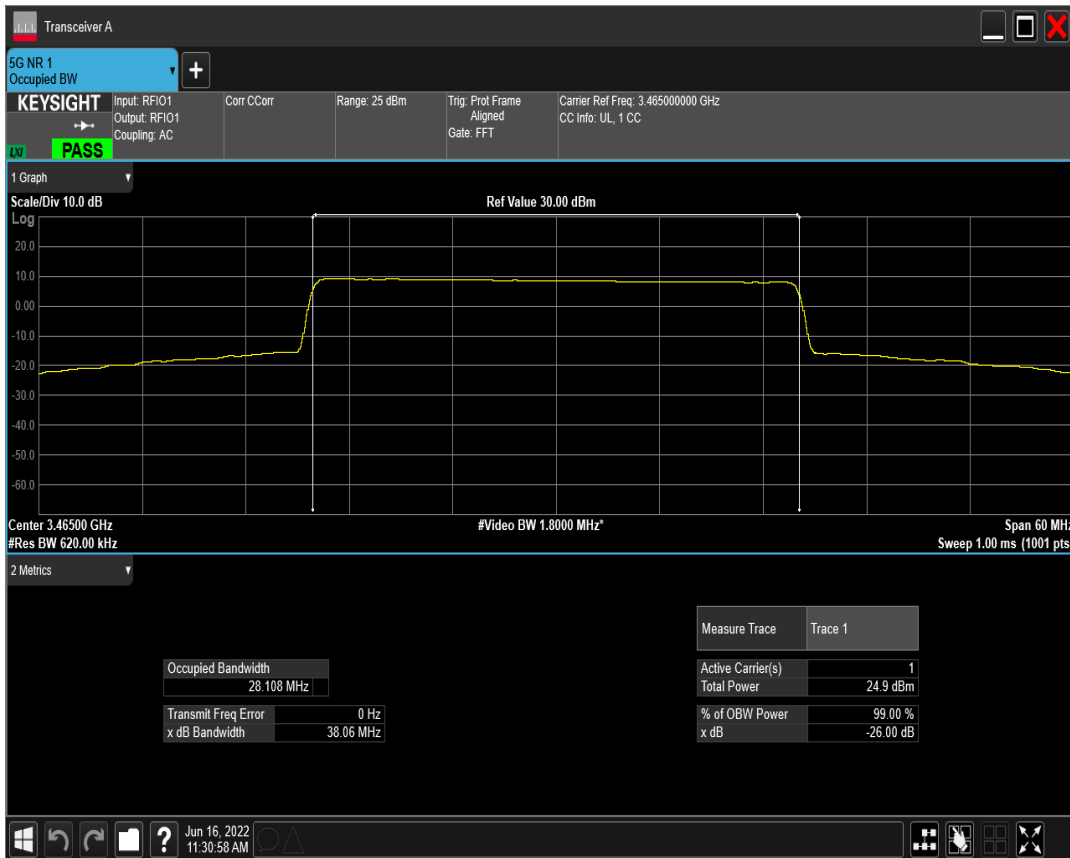 Transceiver A
5G NR 1
Occupied BW
+
KEYSIGHT
LXI
PASS
Input: RFIO1
Output: RFIO1
Coupling: AC
Corr CCorr
Range: 25 dBm
Trig: Prot Frame
Aligned
Gate: FFT
Carrier Ref Freq: 3.465000000 GHz
CC Info: UL, 1 CC
1 Graph
Scale/Div 10.0 dB
Ref Value 30.00 dBm
Log
20.0
10.0
0.00
-10.0
-20.0
-30.0
-40.0
-50.0
-60.0
Center 3.46500 GHz
#Video BW 1.8000 MHz*
Span 60 MHz
#Res BW 620.00 kHz
Sweep 1.00 ms (1001 pts
2 Metrics
Measure Trace Trace 1
Occupied Bandwidth
28.108 MHz
Active Carrier(s) 1
Total Power 24.9 dBm
Transmit Freq Error 0 Hz
x dB Bandwidth 38.06 MHz
% of OBW Power 99.00 %
x dB -26.00 dB
?
Jun 16, 2022
11:30:58 AM